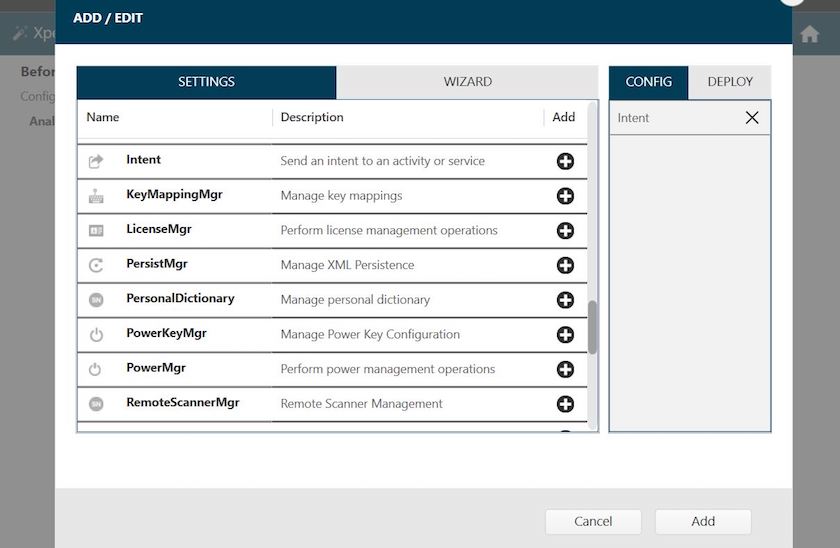 ADD / EDIT
Xpe
Befor
Config
Anal
SETTINGS
WIZARD
CONFIG
DEPLOY
Name
Description
Add
Intent
Intent
Send an intent to an activity or service
KeyMappingMgr
Manage key mappings
LicenseMgr
Perform license management operations
PersistMgr
Manage XML Persistence
PersonalDictionary
Manage personal dictionary
PowerKeyMgr
Manage Power Key Configuration
PowerMgr
Perform power management operations
RemoteScannerMgr
Remote Scanner Management
Cancel
Add